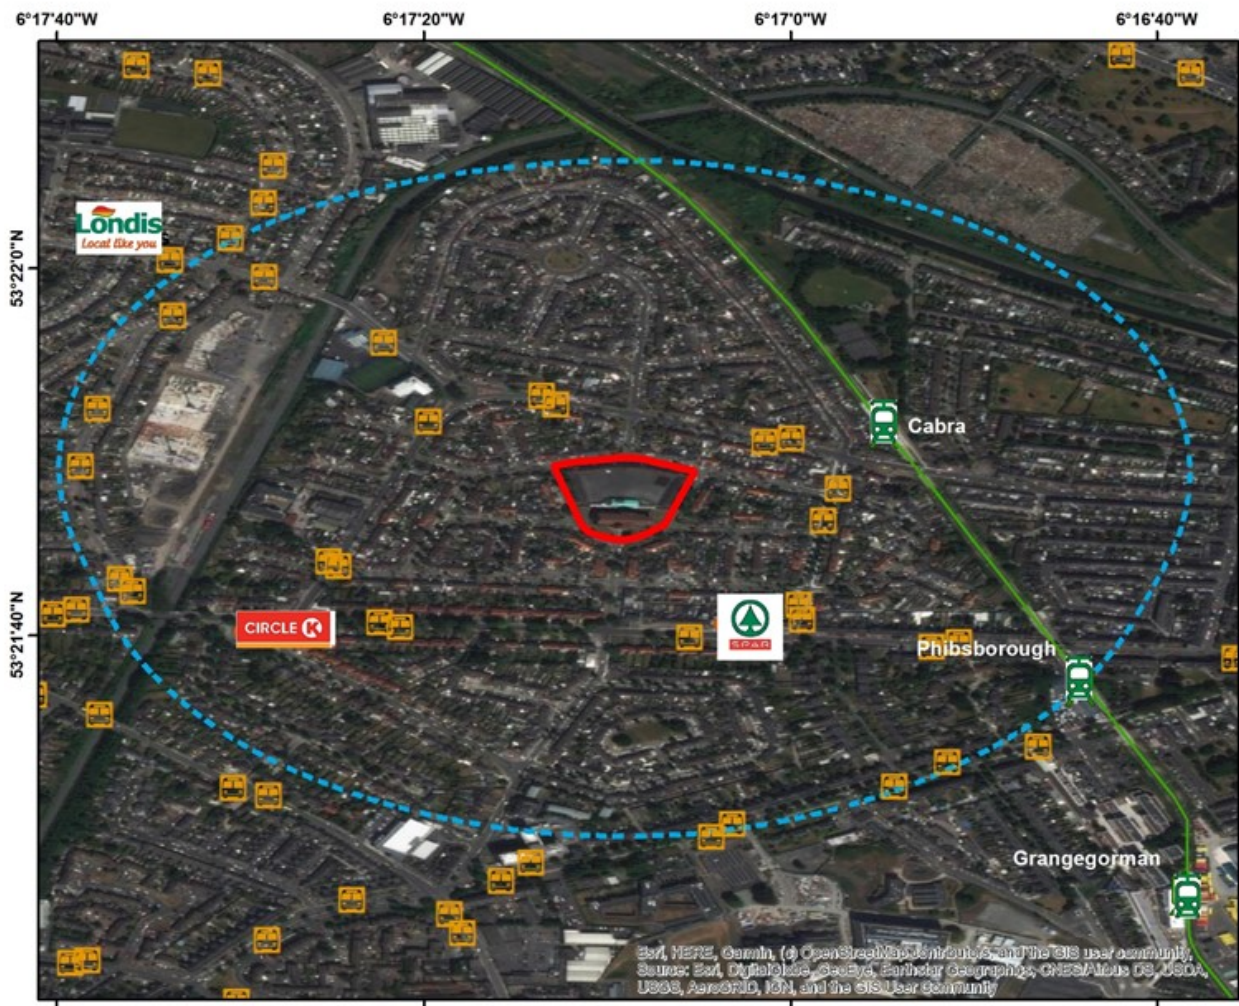 6°17'40"W 6°17'20"W 6°17'0"W 6°16'40"W
53°22'0"N
53°21'40"N
Londis
Local like you
Cabra
CIRCLE K
SPAR
Phibsborough
Grangegorman
Esri, HERE, Garmin, (c) OpenStreetMap contributors, and the GIS user community,
Source: Esri, DigitalGlobe, GeoEye, Earthstar Geographics, CNES/Airbus DS, USDA,
USGS, AeroGRID, IGN, and the GIS User Community